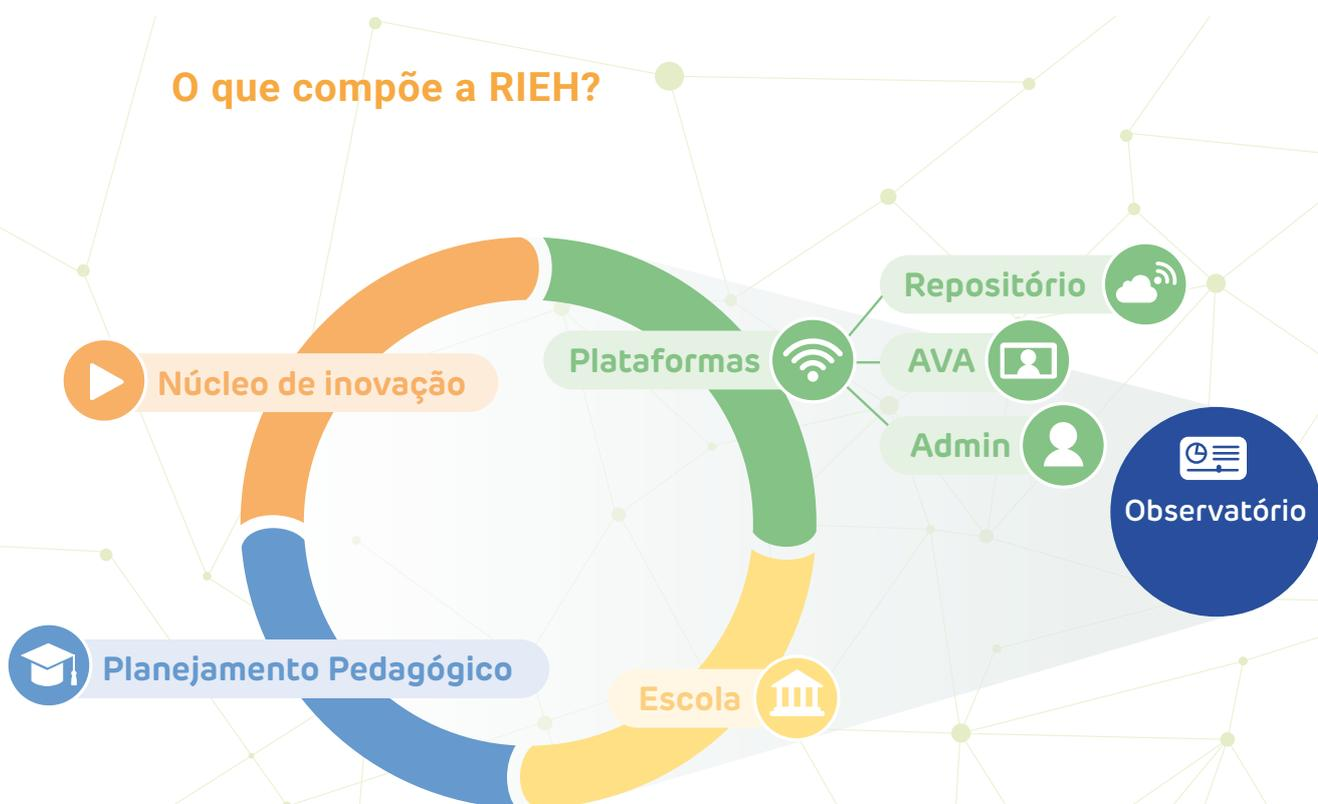 O que compõe a RIEH?
Repositório
Plataformas
AVA
Núcleo de inovação
Admin
Observatório
Planejamento Pedagógico
Escola